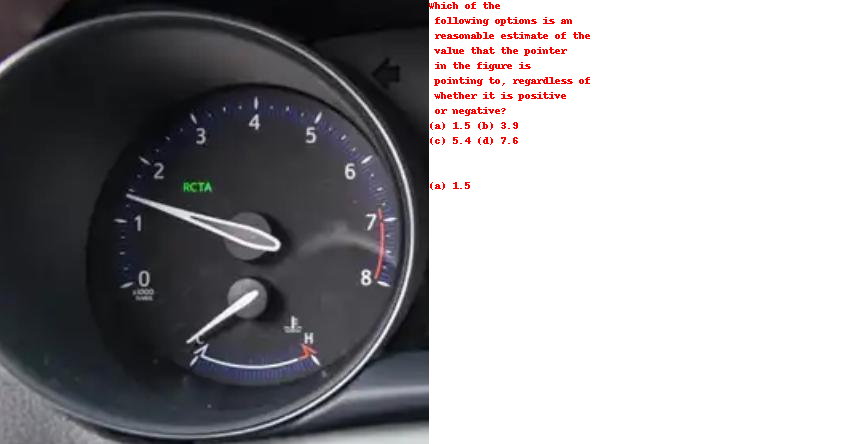 4
3
5
2
6
RCTA
1
7
0
8
x1000
C
H
Which of the
following options is an
reasonable estimate of the
value that the pointer
in the figure is
pointing to, regardless of
whether it is positive
or negative?
(a) 1.5 (b) 3.9
(c) 5.4 (d) 7.6
(a) 1.5